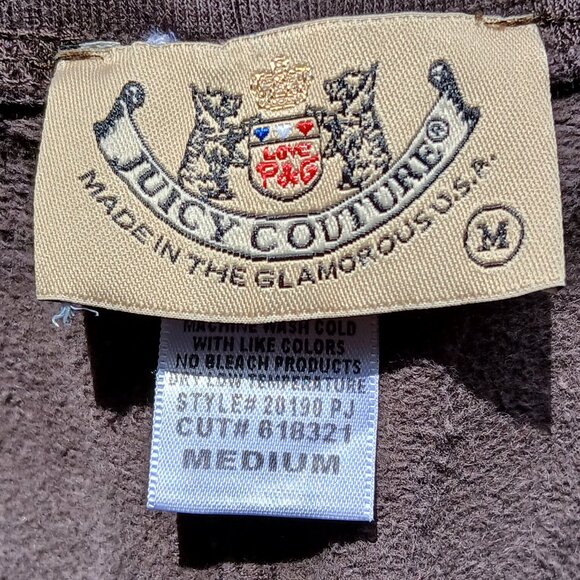 LOVE
P&G
JUICY COUTURE®
MADE IN THE GLAMOROUS U.S.A.
M
MACHINE WASH COLD
WITH LIKE COLORS
NO BLEACH PRODUCTS
DRY LOW TEMPERATURE
STYLE# 20190 PJ
CUT# 618321
MEDIUM